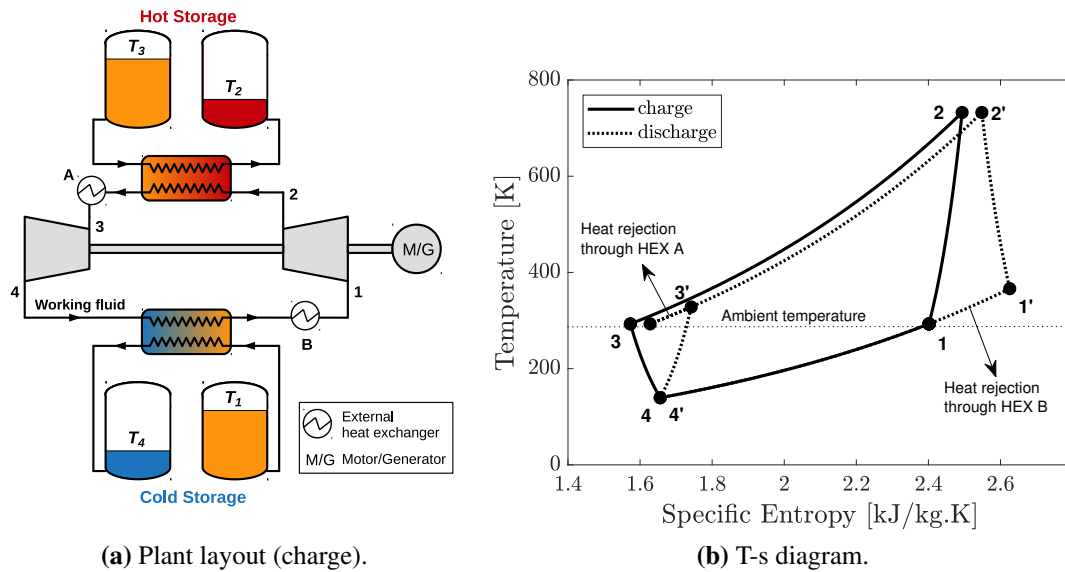 Hot Storage
T3
T2
A
2
3
M/G
4
1
Working fluid
B
T4
T1
External
heat exchanger
M/G Motor/Generator
Cold Storage
(a) Plant layout (charge).
800
600
400
200
0
Temperature [K]
charge
discharge
2
2'
Heat rejection
through HEX A
3'
1'
Ambient temperature
3
1
4
4'
Heat rejection
through HEX B
1.4
1.6
1.8
2
2.2
2.4
2.6
Specific Entropy [kJ/kg.K]
(b) T-s diagram.